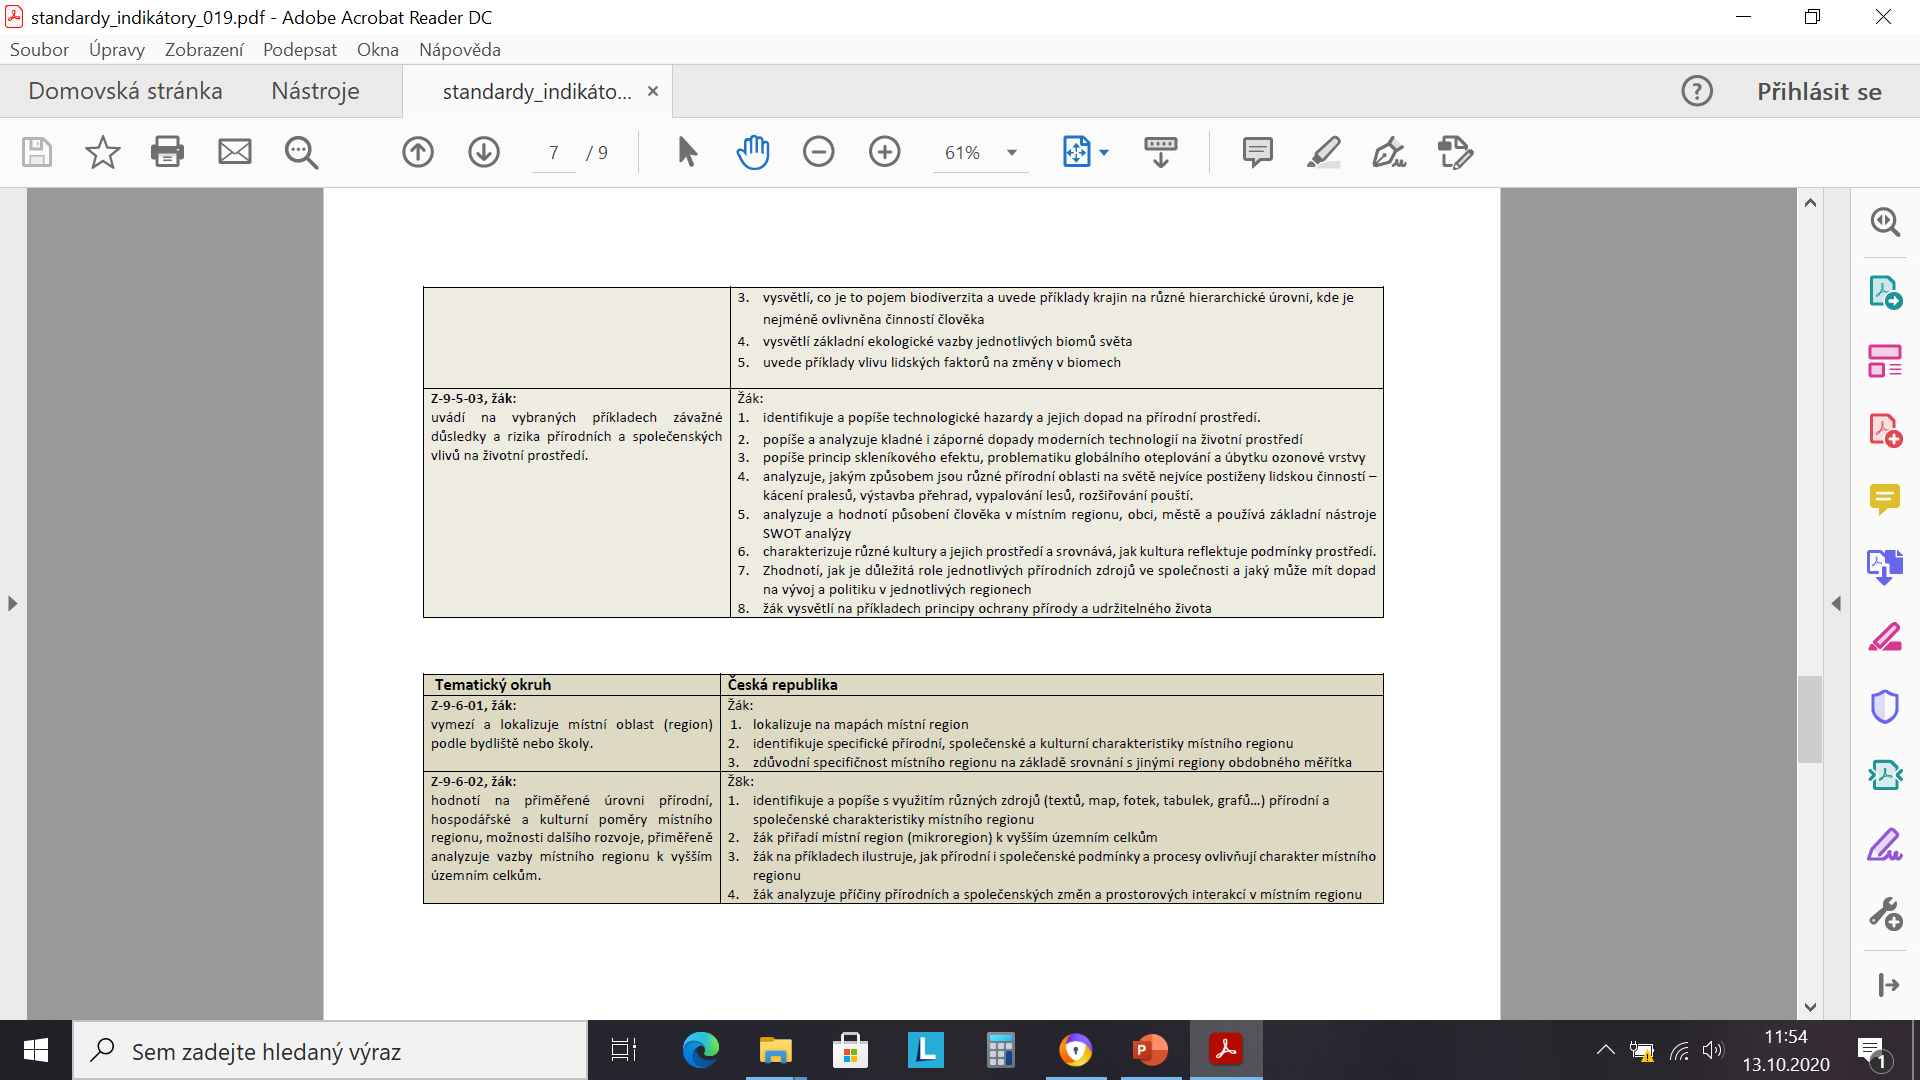 standardy_indikátory_019.pdf - Adobe Acrobat Reader DC
Soubor Úpravy Zobrazení Podepsat Okna Nápověda
Domovská stránka Nástroje standardy_indikáto... × ? Přihlásit se
7 / 9 61%
3. vysvětlí, co je to pojem biodiverzita a uvede příklady krajin na různé hierarchické úrovni, kde je
nejméně ovlivněna činností člověka
4. vysvětlí základní ekologické vazby jednotlivých biomů světa
5. uvede příklady vlivu lidských faktorů na změny v biomech
Z-9-5-03, žák:
uvádí na vybraných příkladech závažné
důsledky a rizika přírodních a společenských
vlivů na životní prostředí.
Žák:
1. identifikuje a popíše technologické hazardy a jejich dopad na přírodní prostředí.
2. popíše a analyzuje kladné i záporné dopady moderních technologií na životní prostředí
3. popíše princip skleníkového efektu, problematiku globálního oteplování a úbytku ozonové vrstvy
4. analyzuje, jakým způsobem jsou různé přírodní oblasti na světě nejvíce postiženy lidskou činností –
kácení pralesů, výstavba přehrad, vypalování lesů, rozšiřování pouští.
5. analyzuje a hodnotí působení člověka v místním regionu, obci, městě a používá základní nástroje
SWOT analýzy
6. charakterizuje různé kultury a jejich prostředí a srovnává, jak kultura reflektuje podmínky prostředí.
7. Zhodnotí, jak je důležitá role jednotlivých přírodních zdrojů ve společnosti a jaký může mít dopad
na vývoj a politiku v jednotlivých regionech
8. žák vysvětlí na příkladech principy ochrany přírody a udržitelného života
Tematický okruh Česká republika
Z-9-6-01, žák:
vymezí a lokalizuje místní oblast (region)
podle bydliště nebo školy.
Žák:
1. lokalizuje na mapách místní region
2. identifikuje specifické přírodní, společenské a kulturní charakteristiky místního regionu
3. zdůvodní specifičnost místního regionu na základě srovnání s jinými regiony obdobného měřítka
Z-9-6-02, žák:
hodnotí na přiměřené úrovni přírodní,
hospodářské a kulturní poměry místního
regionu, možnosti dalšího rozvoje, přiměřeně
analyzuje vazby místního regionu k vyšším
územním celkům.
Ž8k:
1. identifikuje a popíše s využitím různých zdrojů (textů, map, fotek, tabulek, grafů…) přírodní a
společenské charakteristiky místního regionu
2. žák přiřadí místní region (mikroregion) k vyšším územním celkům
3. žák na příkladech ilustruje, jak přírodní i společenské podmínky a procesy ovlivňují charakter místního
regionu
4. žák analyzuje příčiny přírodních a společenských změn a prostorových interakcí v místním regionu
Sem zadejte hledaný výraz
L
P
11:54
13.10.2020
1